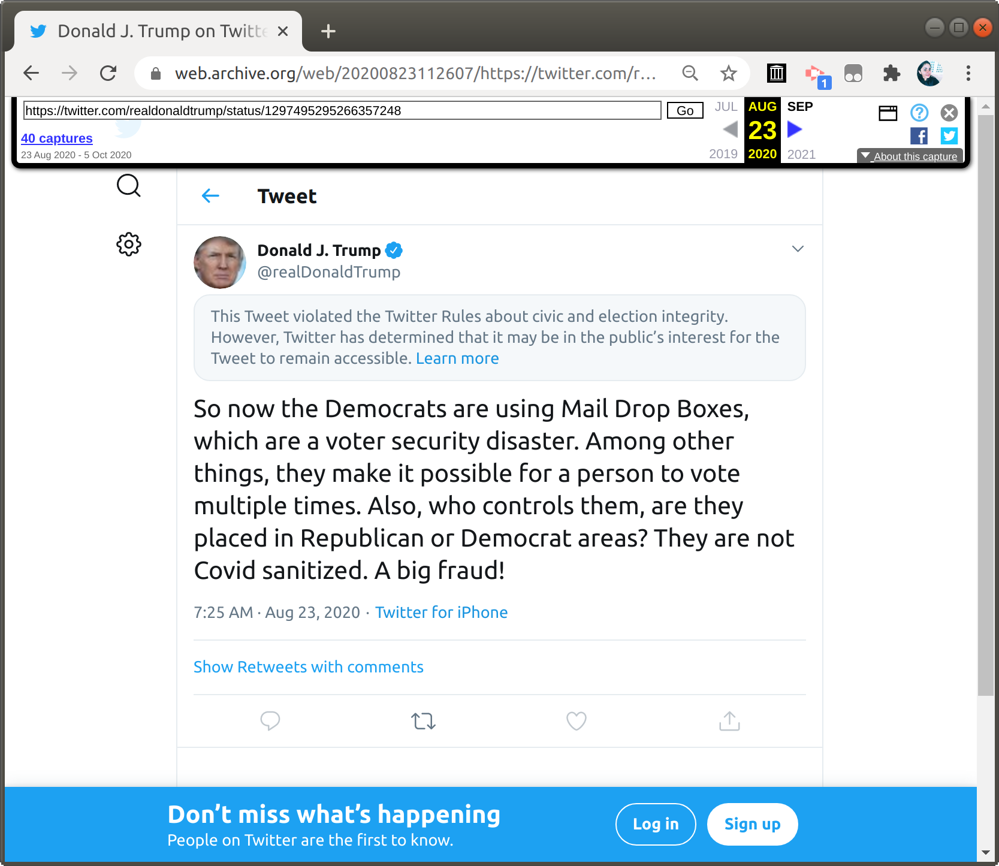 Donald J. Trump on Twitte
web.archive.org/web/20200823112607/https://twitter.com/r…
1
https://twitter.com/realdonaldtrump/status/1297495295266357248
Go
JUL
AUG
SEP
40 captures
23
23 Aug 2020 - 5 Oct 2020
2019
2020
2021
About this capture
Tweet
Donald J. Trump
@realDonaldTrump
This Tweet violated the Twitter Rules about civic and election integrity.
However, Twitter has determined that it may be in the public’s interest for the
Tweet to remain accessible. Learn more
So now the Democrats are using Mail Drop Boxes,
which are a voter security disaster. Among other
things, they make it possible for a person to vote
multiple times. Also, who controls them, are they
placed in Republican or Democrat areas? They are not
Covid sanitized. A big fraud!
7:25 AM · Aug 23, 2020 · Twitter for iPhone
Show Retweets with comments
Don’t miss what’s happening
People on Twitter are the first to know.
Log in
Sign up